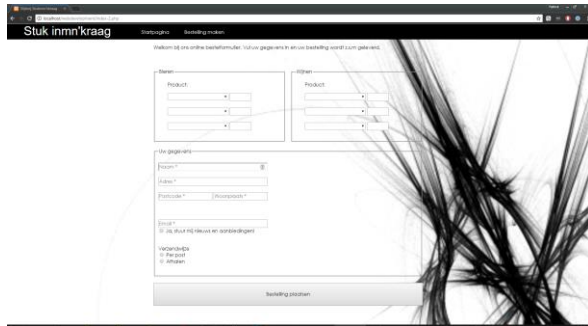 Stuk inmn'kraag
Startpagina Bestelling maken
Welkom bij ons online bestelformulier. Vul uw gegevens in en uw bestelling wordt z.s.m geleverd.
Bieren Wijnen
Product: Product:
Uw gegevens
Naam *
Adres *
Postcode * Woonplaats *
Email *
Ja, stuur mij nieuws en aanbiedingen!
Verzendwijze
Per post
Afhalen
Bestelling plaatsen